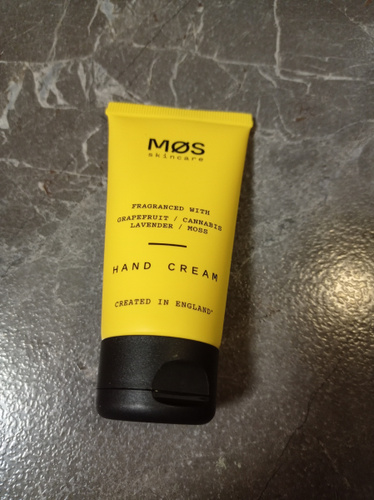 MØS
skincare
FRAGRANCED WITH
GRAPEFRUIT / CANNABIS
LAVENDER / MOSS
HAND CREAM
CREATED IN ENGLAND'